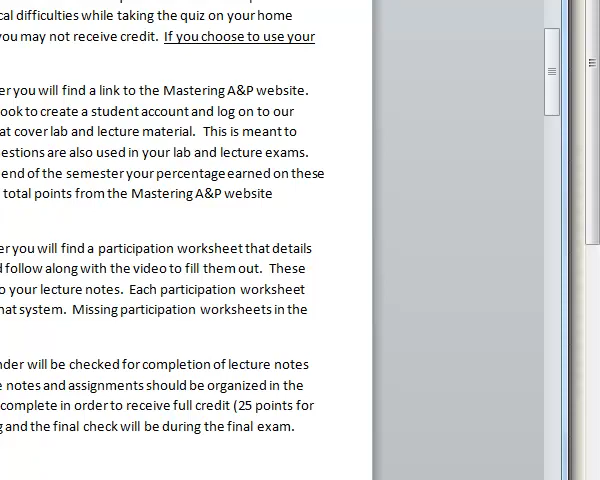 cal difficulties while taking the quiz on your home
you may not receive credit. If you choose to use your
er you will find a link to the Mastering A&P website.
ook to create a student account and log on to our
at cover lab and lecture material. This is meant to
estions are also used in your lab and lecture exams.
end of the semester your percentage earned on these
total points from the Mastering A&P website
er you will find a participation worksheet that details
d follow along with the video to fill them out. These
o your lecture notes. Each participation worksheet
hat system. Missing participation worksheets in the
nder will be checked for completion of lecture notes
e notes and assignments should be organized in the
complete in order to receive full credit (25 points for
g and the final check will be during the final exam.